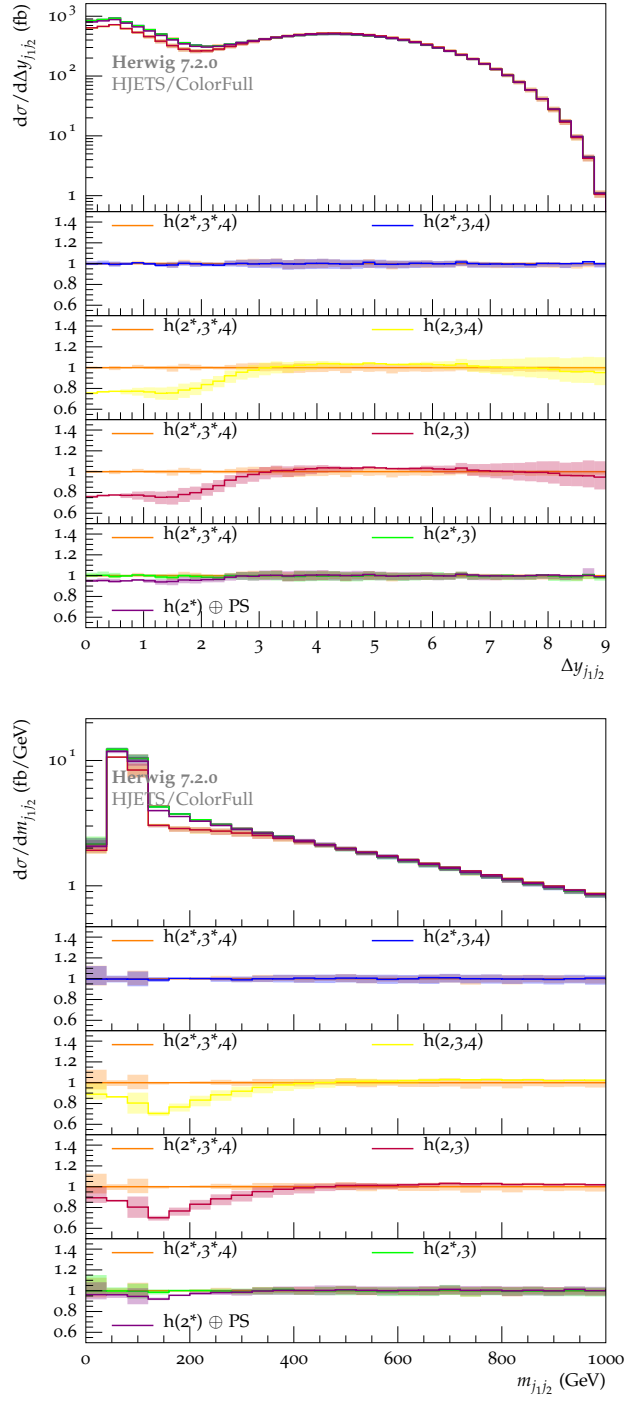 dσ/dΔy_{j₁j₂} (fb)
10³
10²
10¹
1
Herwig 7.2.0
HJETS/ColorFull
h(2*,3*,4) h(2*,3,4)
1.4
1.2
1
0.8
0.6
h(2*,3*,4) h(2,3,4)
1.4
1.2
1
0.8
0.6
h(2*,3*,4) h(2,3)
1.4
1.2
1
0.8
0.6
h(2*,3*,4) h(2*,3)
1.4
1.2
1
0.8
0.6
h(2*) ⊕ PS
0 1 2 3 4 5 6 7 8 9
Δy_{j₁j₂}
dσ/dm_{j₁j₂} (fb/GeV)
10¹
1
Herwig 7.2.0
HJETS/ColorFull
h(2*,3*,4) h(2*,3,4)
1.4
1.2
1
0.8
0.6
h(2*,3*,4) h(2,3,4)
1.4
1.2
1
0.8
0.6
h(2*,3*,4) h(2,3)
1.4
1.2
1
0.8
0.6
h(2*,3*,4) h(2*,3)
1.4
1.2
1
0.8
0.6
h(2*) ⊕ PS
0 200 400 600 800 1000
m_{j₁j₂} (GeV)